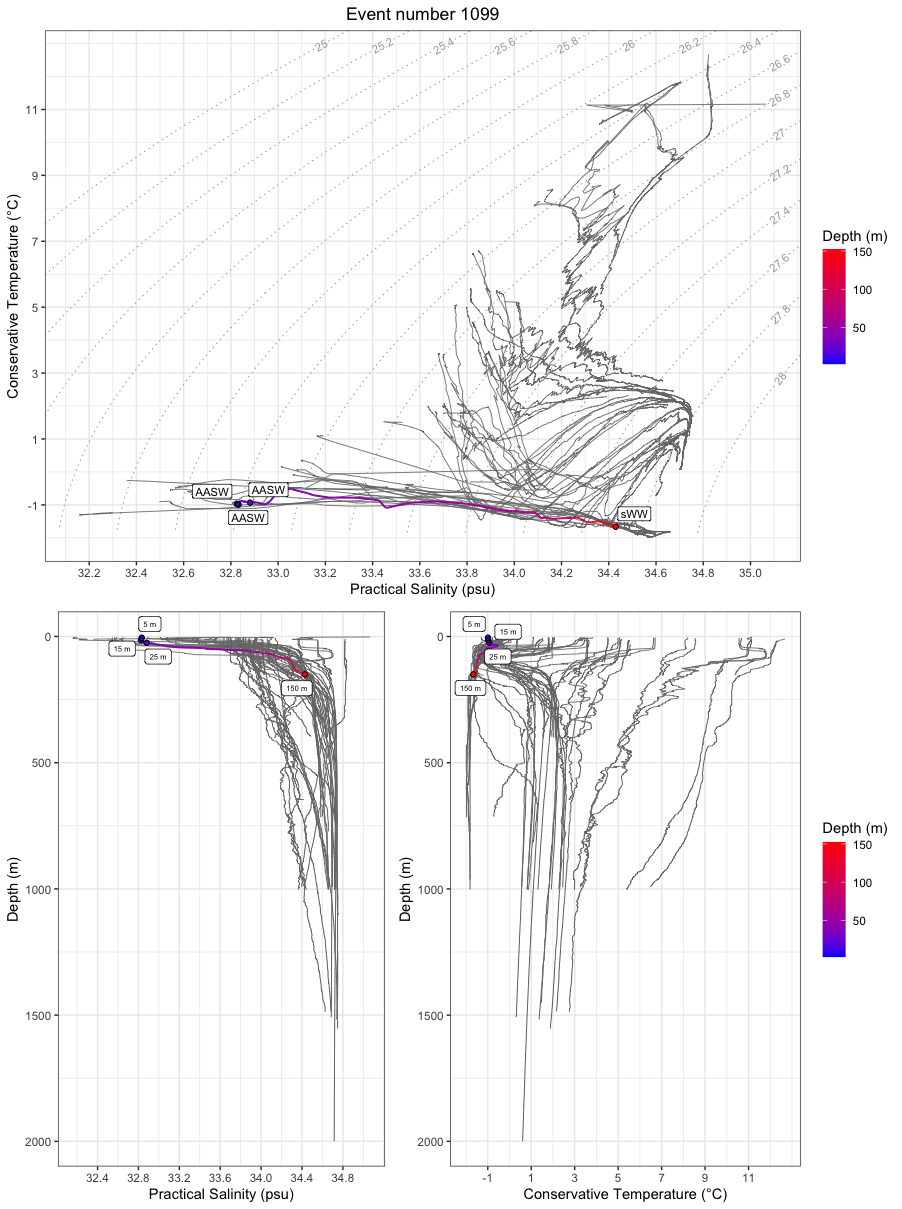 Event number 1099
25 25.2 25.4 25.6 25.8 26 26.2 26.4
26.6
26.8
27
27.2
27.4
27.6
27.8
28
11
9
7
5
3
1
-1
Conservative Temperature (°C)
AASW AASW
AASW
sWW
32.2 32.4 32.6 32.8 33.0 33.2 33.4 33.6 33.8 34.0 34.2 34.4 34.6 34.8 35.0
Practical Salinity (psu)
Depth (m)
150
100
50
0
500
1000
1500
2000
Depth (m)
5 m
15 m
25 m
150 m
32.4 32.8 33.2 33.6 34.0 34.4 34.8
Practical Salinity (psu)
0
500
1000
1500
2000
Depth (m)
5 m
15 m
25 m
150 m
-1 1 3 5 7 9 11
Conservative Temperature (°C)
Depth (m)
150
100
50